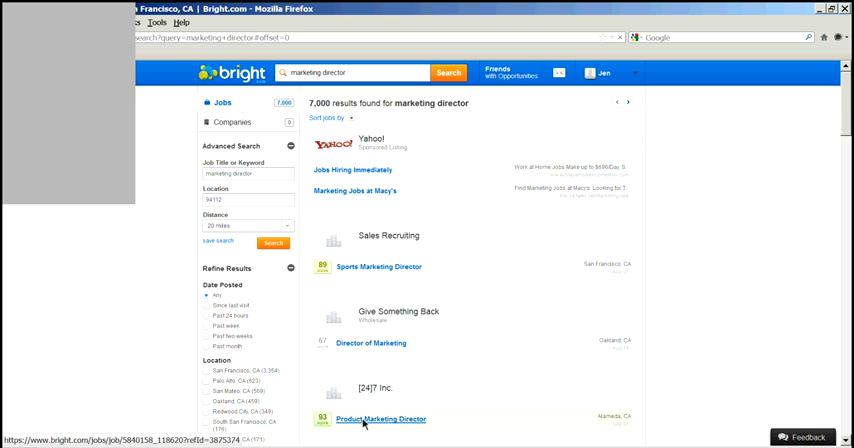 n Francisco, CA | Bright.com - Mozilla Firefox
ks Tools Help
search?query=marketing+director#offset=0
Google
bright
marketing director
Search
Friends
with Opportunities
Jen
Jobs
7,000
Companies
0
Advanced Search
Job Title or Keyword
marketing director
Location
94112
Distance
20 miles
save search
Search
Refine Results
Date Posted
Any
Since last visit
Past 24 hours
Past week
Past two weeks
Past month
Location
San Francisco, CA (3,354)
Palo Alto, CA (623)
San Mateo, CA (569)
Oakland, CA (459)
Redwood City, CA (349)
South San Francisco,
CA (176)
CA (171)
7,000 results found for marketing director
Sort jobs by
YAHOO!
Yahoo!
Sponsored Listing
Jobs Hiring Immediately
Work at Home Jobs Make up to $696/Day. S.
Marketing Jobs at Macy's
Find Marketing Jobs at Macys. Looking for T.
Sales Recruiting
89
Sports Marketing Director
San Francisco, CA
Give Something Back
Wholesale
67
Director of Marketing
Oakland, CA
[24]7 Inc.
93
Product Marketing Director
Alameda, CA
Feedback
https://www.bright.com/jobs/job/5840158_118620?refId=3875374